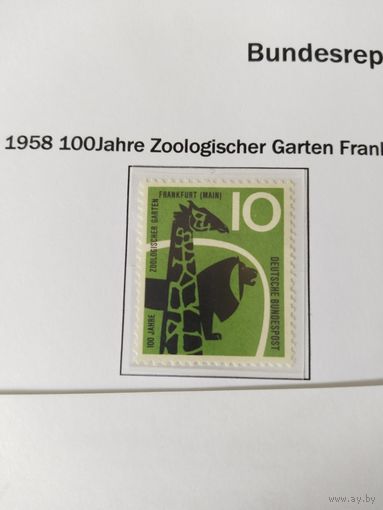 Bundesrep
1958 100Jahre Zoologischer Garten Frank
100 JAHRE ZOOLOGISCHER GARTEN
FRANKFURT (MAIN)
10
DEUTSCHE BUNDESPOST
www.ay.by